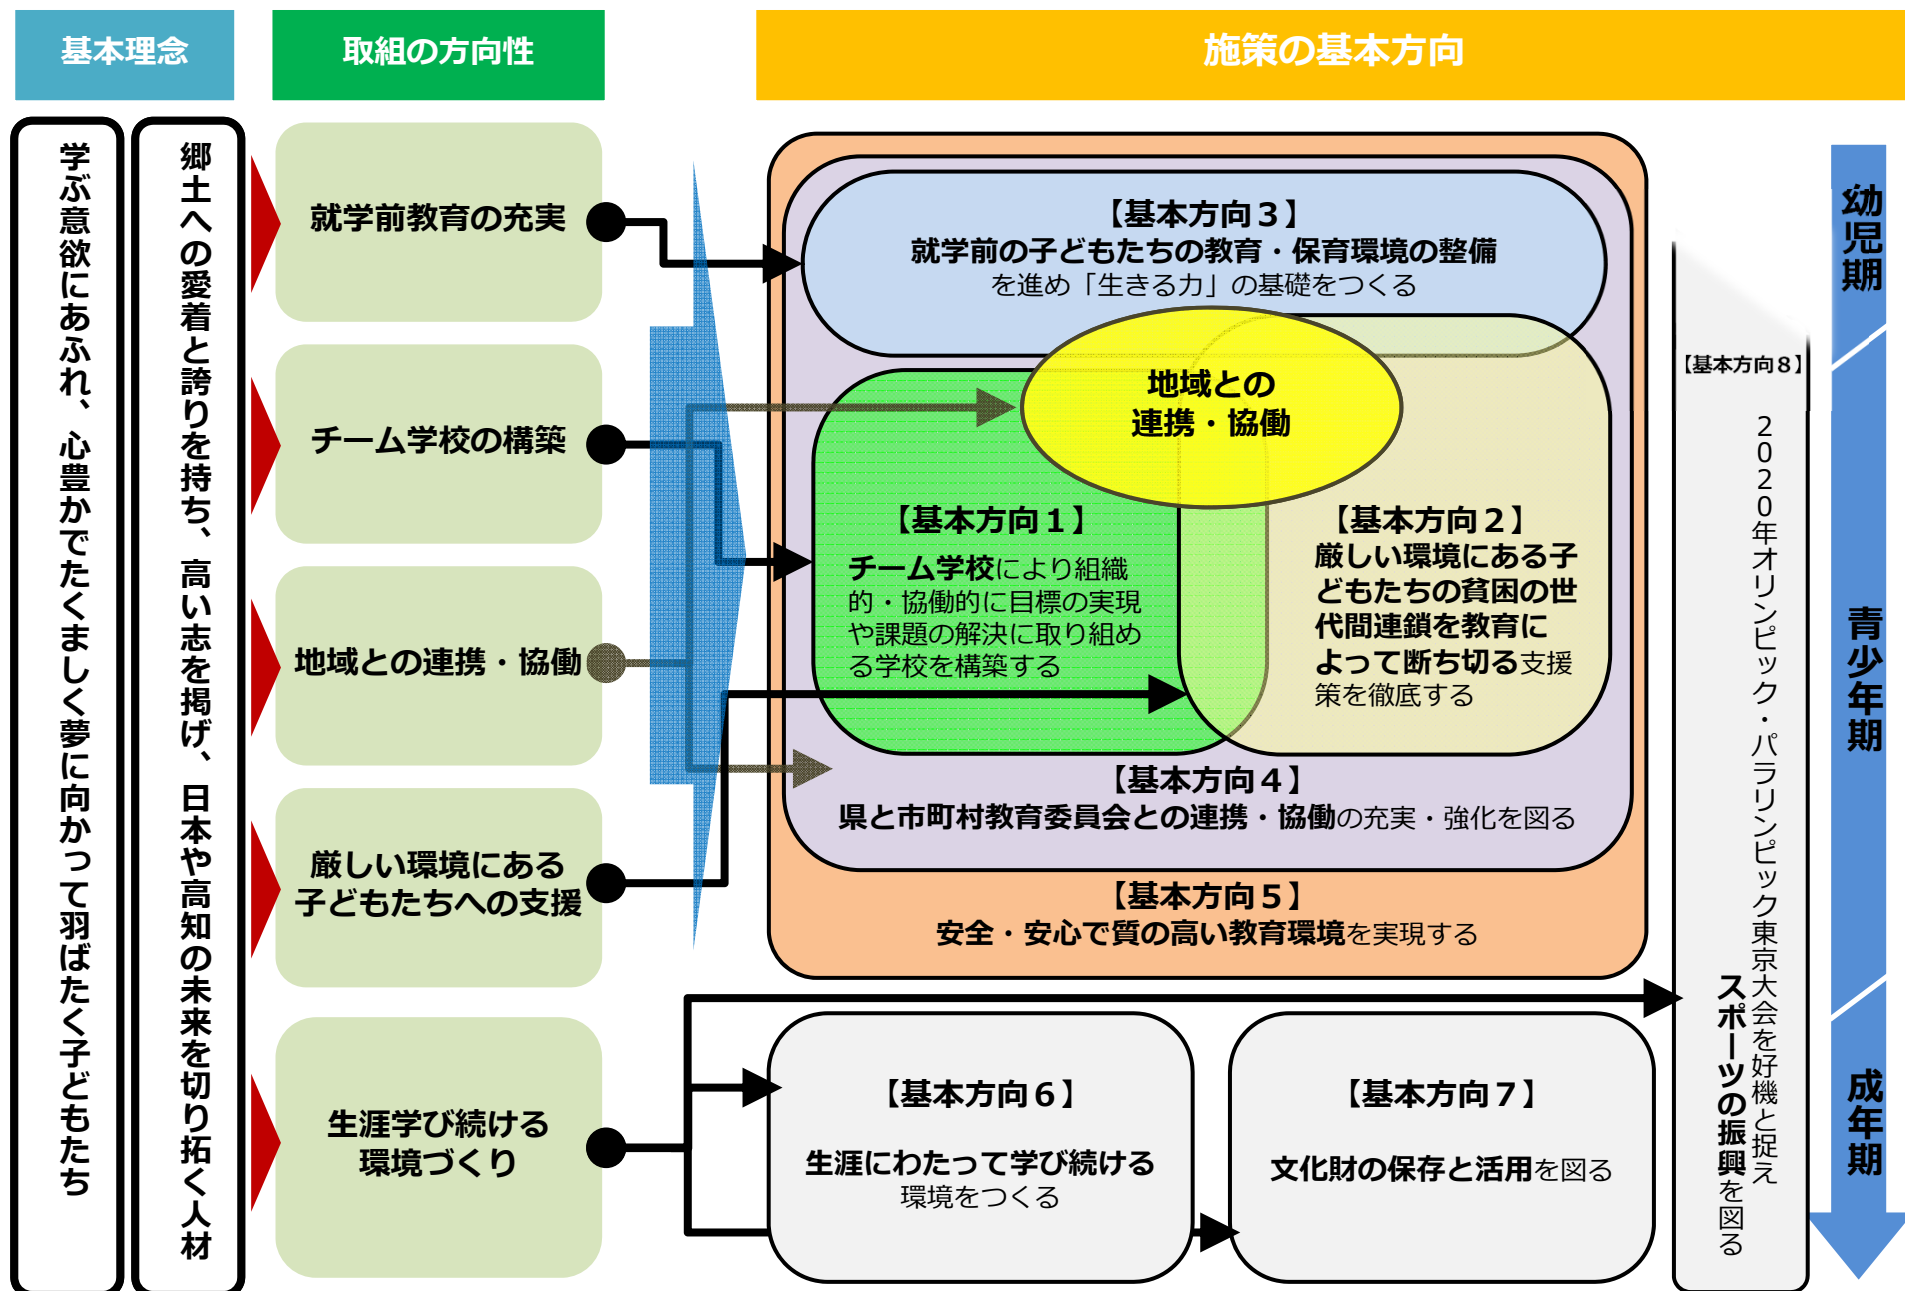 基本理念
取組の方向性
施策の基本方向
学ぶ意欲にあふれ、心豊かでたくましく夢に向かって羽ばたく子どもたち
郷土への愛着と誇りを持ち、高い志を掲げ、日本や高知の未来を切り拓く人材
就学前教育の充実
チーム学校の構築
地域との連携・協働
厳しい環境にある
子どもたちへの支援
生涯学び続ける
環境づくり
【基本方向３】
就学前の子どもたちの教育・保育環境の整備
を進め「生きる力」の基礎をつくる
地域との
連携・協働
【基本方向１】
チーム学校により組織
的・協働的に目標の実現
や課題の解決に取り組め
る学校を構築する
【基本方向２】
厳しい環境にある子
どもたちの貧困の世
代間連鎖を教育に
よって断ち切る支援
策を徹底する
【基本方向４】
県と市町村教育委員会との連携・協働の充実・強化を図る
【基本方向５】
安全・安心で質の高い教育環境を実現する
【基本方向６】
生涯にわたって学び続ける
環境をつくる
【基本方向７】
文化財の保存と活用を図る
【基本方向８】
２０２０年オリンピック・パラリンピック東京大会を好機と捉え
スポーツの振興を図る
幼児期
青少年期
成年期